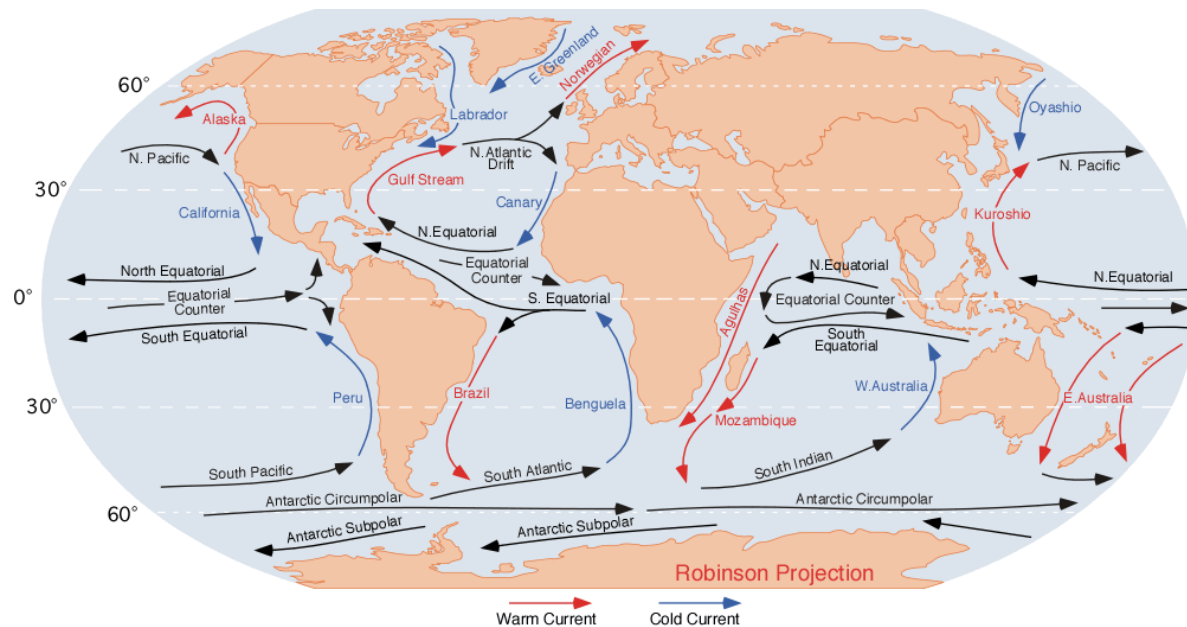 E. Greenland
Norwegian
60°
Alaska
Labrador
Oyashio
N. Pacific
N.Atlantic
Drift
N. Pacific
30°
Gulf Stream
California
Canary
Kuroshio
N.Equatorial
North Equatorial
Equatorial
Counter
N.Equatorial
N.Equatorial
0°
Equatorial
Counter
S. Equatorial
Equatorial Counter
South Equatorial
Agulhas
South
Equatorial
Peru
Brazil
Benguela
W.Australia
30°
Mozambique
E.Australia
South Pacific
South Atlantic
South Indian
Antarctic Circumpolar
Antarctic Circumpolar
60°
Antarctic Subpolar
Antarctic Subpolar
Robinson Projection
Warm Current
Cold Current